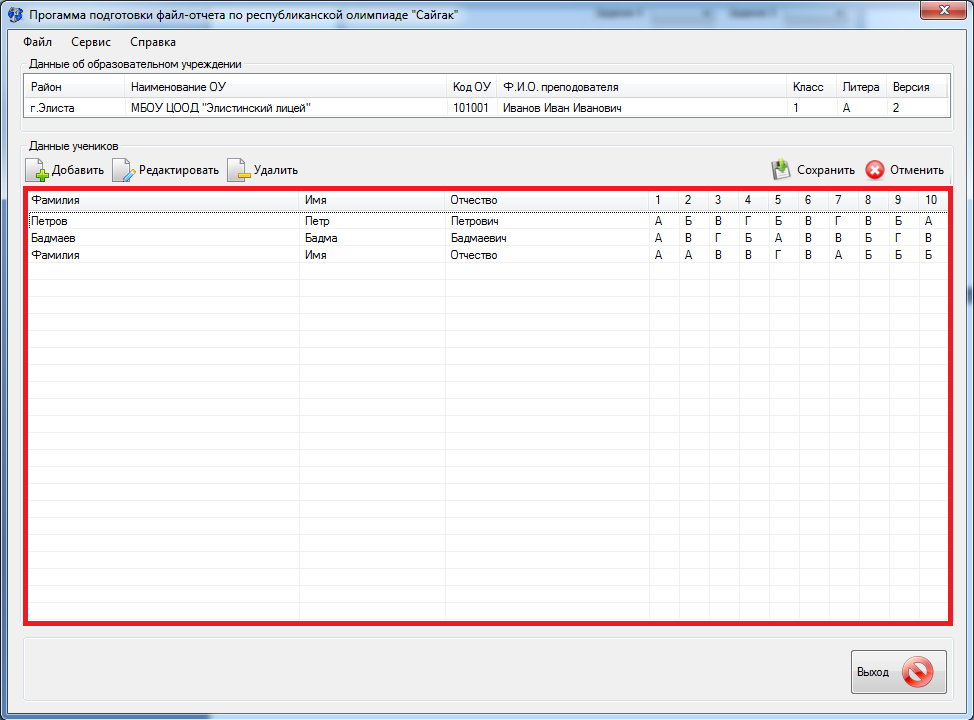 Прогамма подготовки файл-отчета по республиканской олимпиаде "Сайгак"
Файл Сервис Справка
Данные об образовательном учреждении
Район Наименование ОУ Код ОУ Ф.И.О. преподователя Класс Литера Версия
г.Элиста МБОУ ЦООД "Элистинский лицей" 101001 Иванов Иван Иванович 1 А 2
Данные учеников
Добавить Редактировать Удалить Сохранить Отменить
Фамилия Имя Отчество 1 2 3 4 5 6 7 8 9 10
Петров Петр Петрович А Б В Г Б В Г В Б А
Бадмаев Бадма Бадмаевич А В Г Б А В В Б Г В
Фамилия Имя Отчество А А В В Г В А Б Б Б
Выход